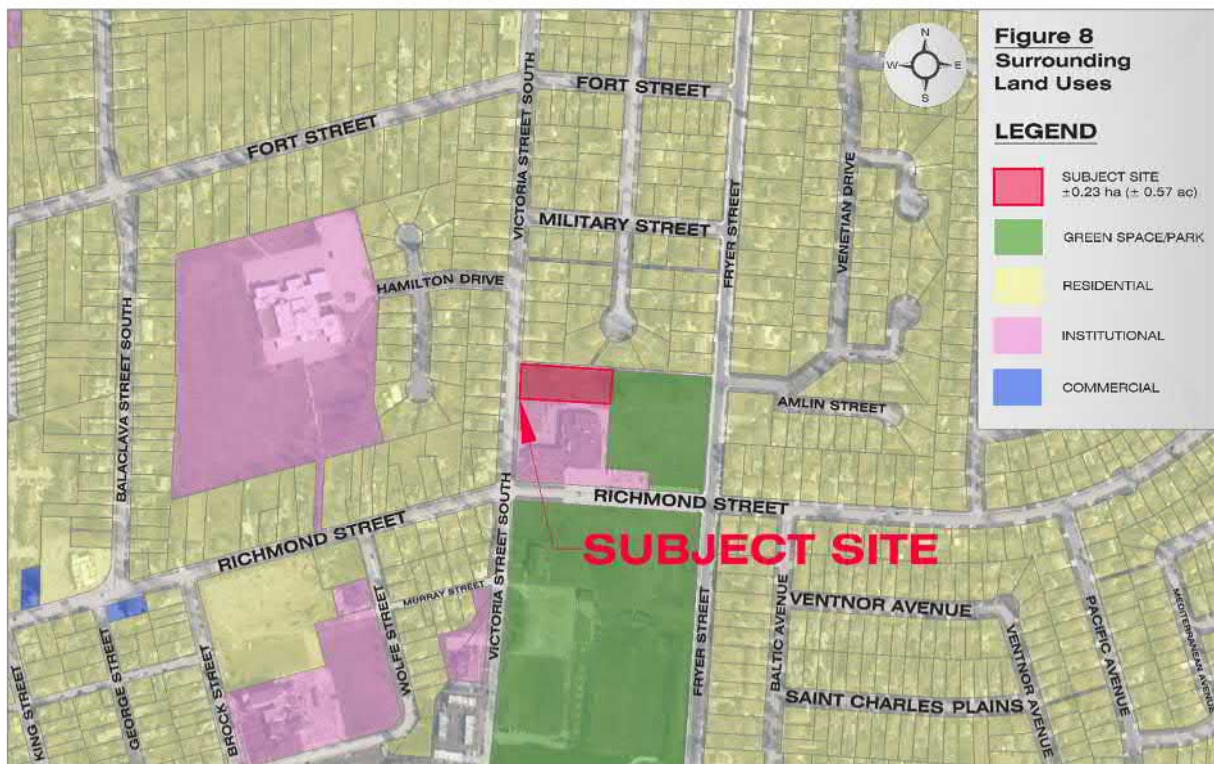 Figure 8
Surrounding
Land Uses
LEGEND
SUBJECT SITE
±0.23 ha (± 0.57 ac)
GREEN SPACE/PARK
RESIDENTIAL
INSTITUTIONAL
COMMERCIAL
N
W
E
S
FORT STREET
FORT STREET
VICTORIA STREET SOUTH
MILITARY STREET
FRYER STREET
VENETIAN DRIVE
HAMILTON DRIVE
BALACLAVA STREET SOUTH
AMLIN STREET
RICHMOND STREET
RICHMOND STREET
SUBJECT SITE
VICTORIA STREET SOUTH
MURRAY STREET
WOLFE STREET
KING STREET
GEORGE STREET
BROCK STREET
FRYER STREET
BALTIC AVENUE
VENTNOR AVENUE
VENTNOR AVENUE
PACIFIC AVENUE
MEDITERRANEAN AVENUE
SAINT CHARLES PLAINS